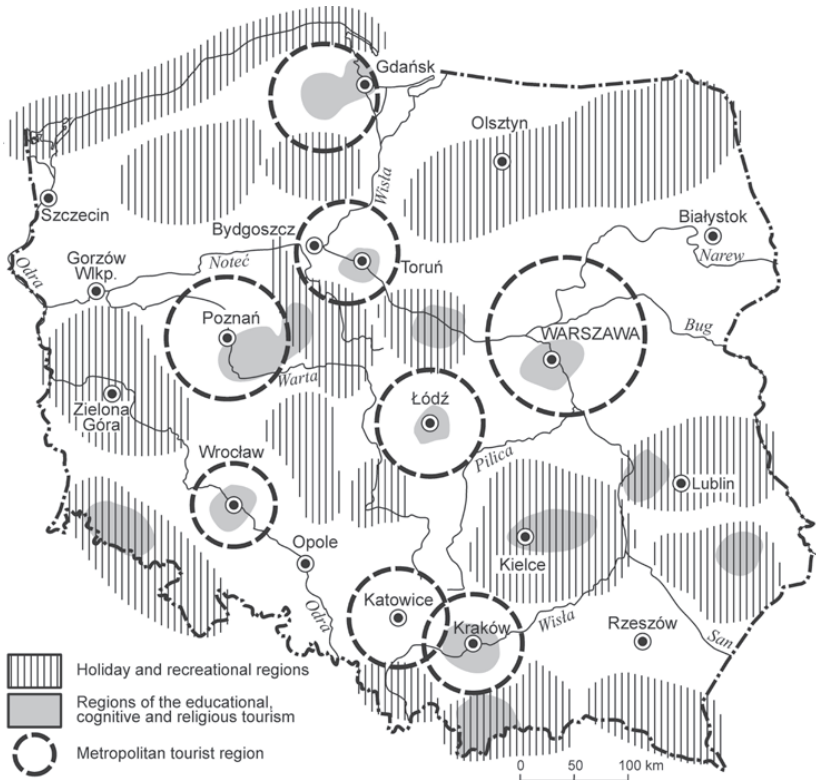 Gdańsk
Olsztyn
Wisła
Szczecin
Bydgoszcz
Białystok
Odra
Gorzów
Wlkp.
Noteć
Toruń
Narew
Poznań
WARSZAWA
Bug
Warta
Zielona
Góra
Łódź
Wrocław
Pilica
Lublin
Opole
Kielce
Katowice
Odra
Kraków
Wisła
Rzeszów
San
Holiday and recreational regions
Regions of the educational,
cognitive and religious tourism
Metropolitan tourist region
0 50 100 km